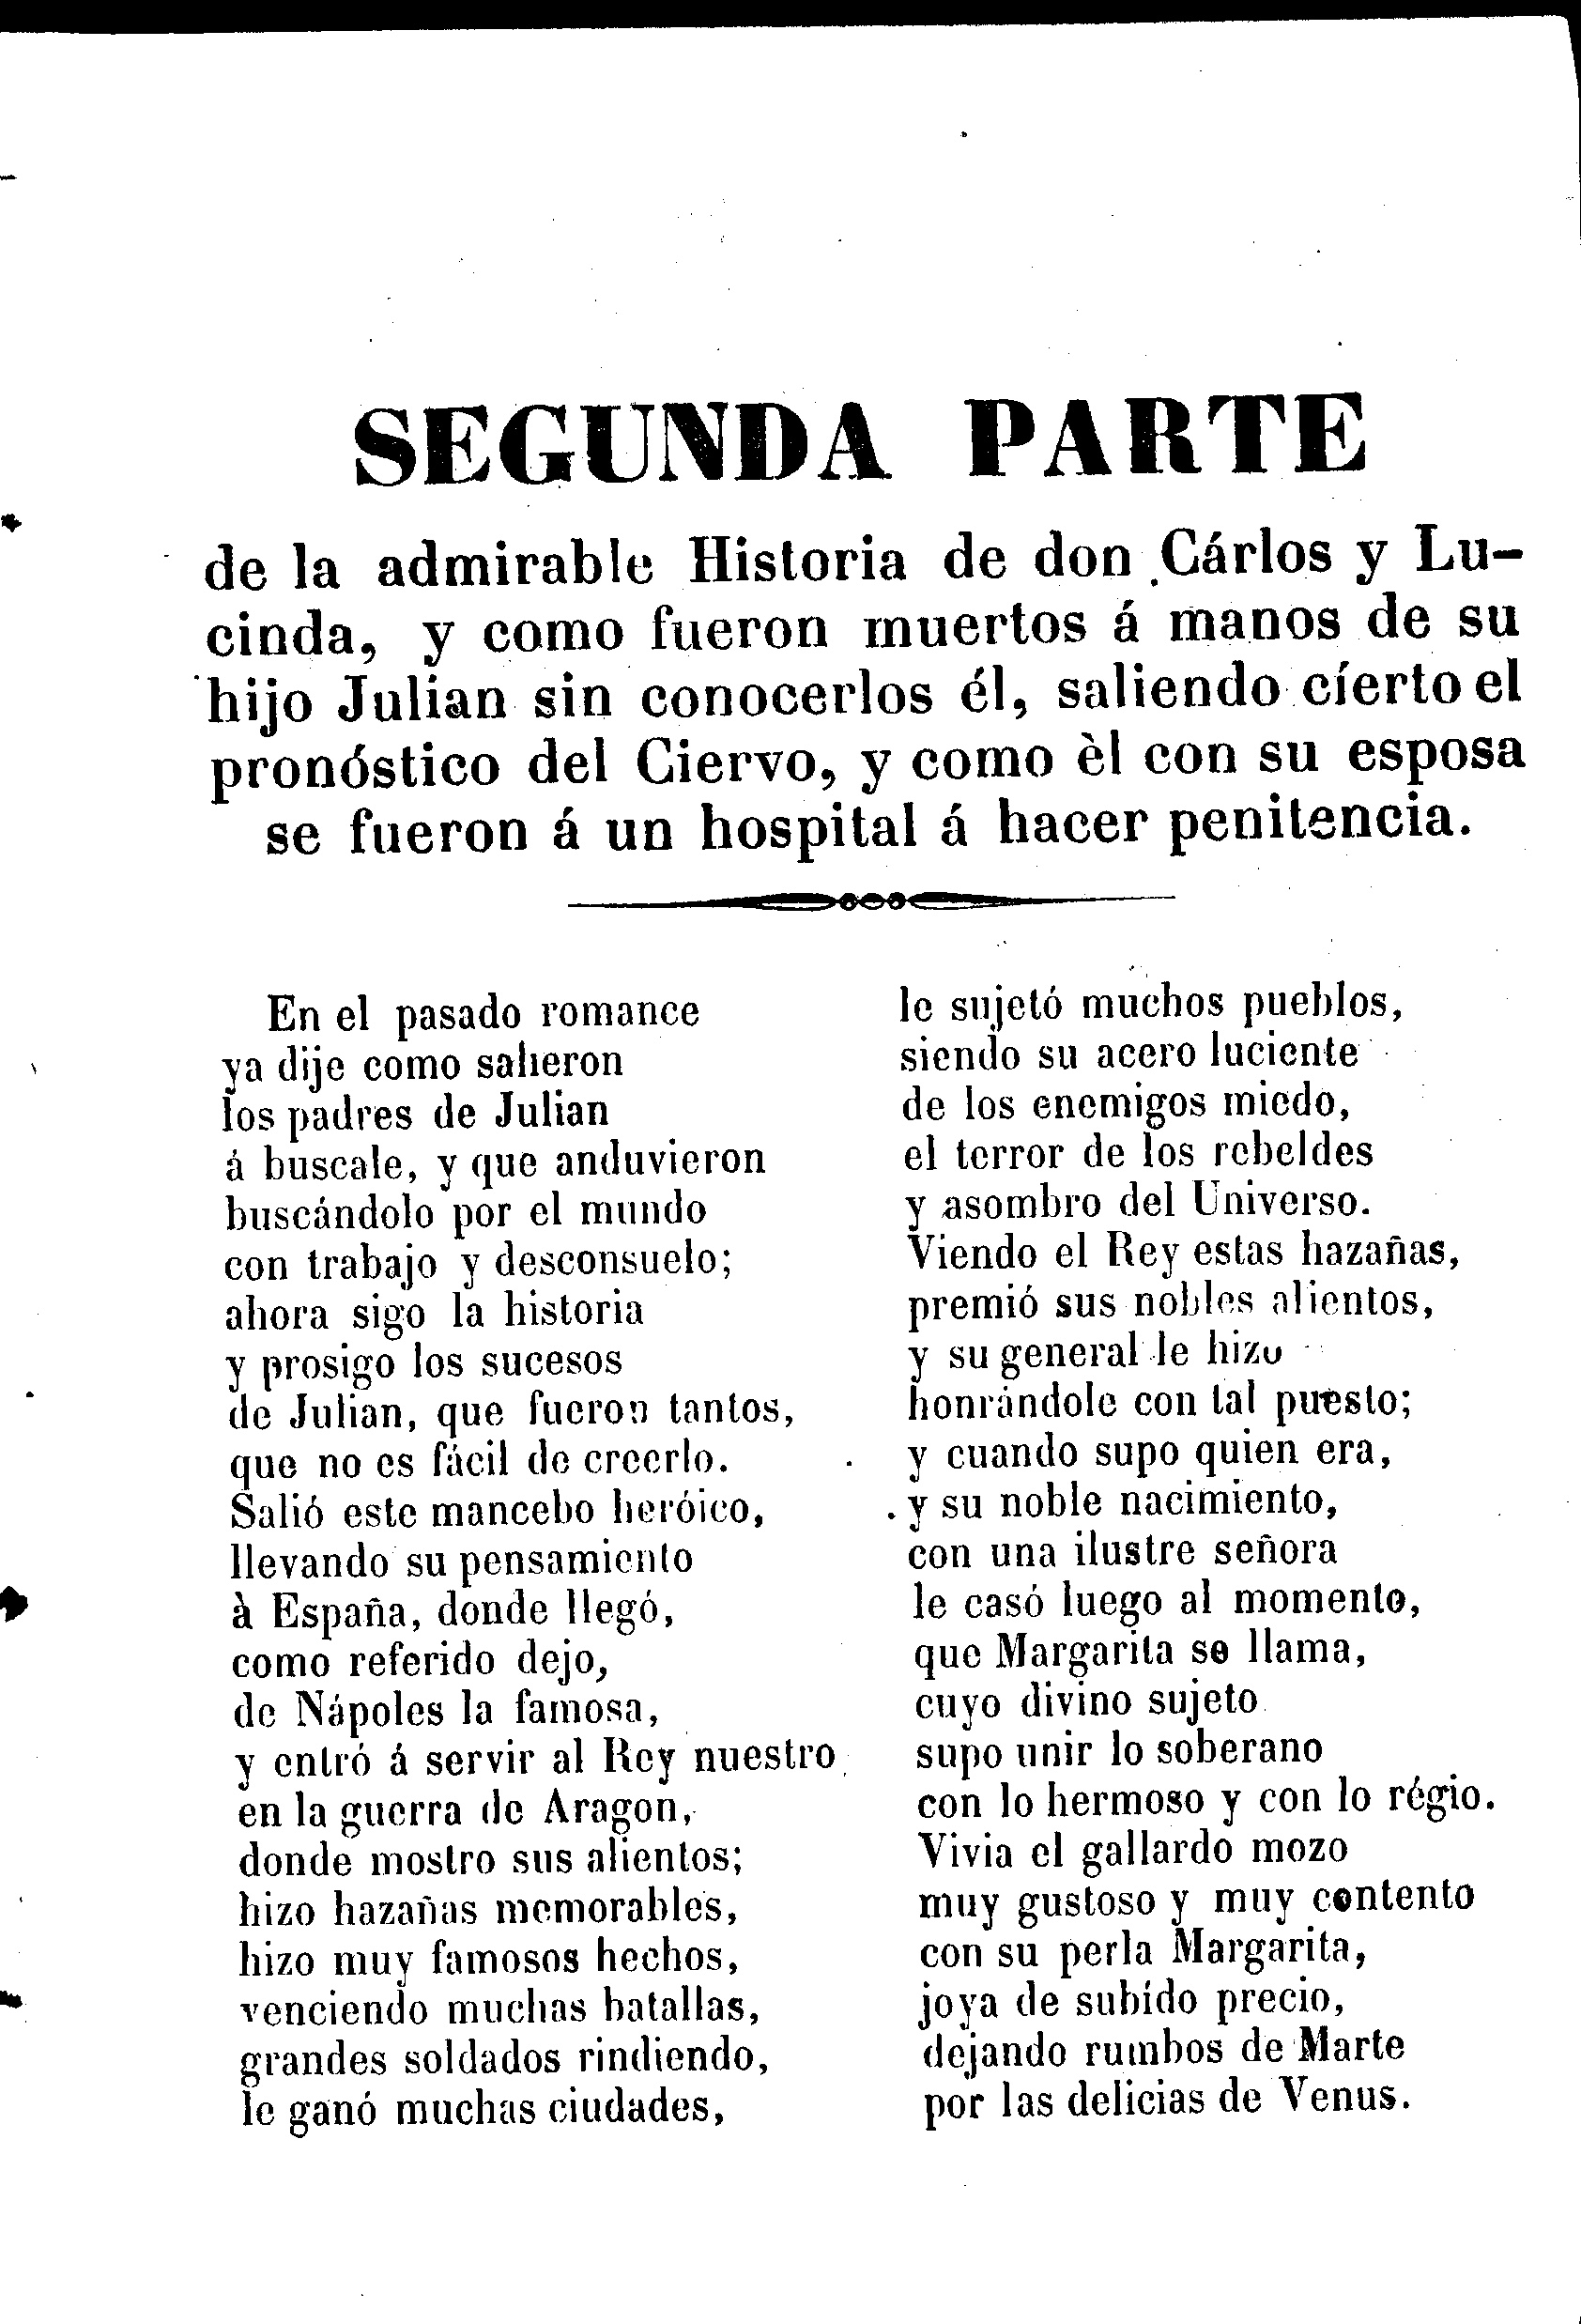 SEGUNDA PARTE
de la admirable Historia de don Cárlos y Lu-
cinda, y como fueron muertos á manos de su
hijo Julian sin conocerlos él, saliendo cíerto el
pronóstico del Ciervo, y como èl con su esposa
se fueron á un hospital á hacer penitencia.
En el pasado romance
ya dije como salieron
los padres de Julian
á buscale, y que anduvieron
buscándolo por el mundo
con trabajo y desconsuelo;
ahora sigo la historia
y prosigo los sucesos
de Julian, que fueron tantos,
que no es fácil de creerlo.
Salió este mancebo heróico,
llevando su pensamiento
à España, donde llegó,
como referido dejo,
de Nápoles la famosa,
y entró á servir al Rey nuestro
en la guerra de Aragon,
donde mostro sus alientos;
hizo hazañas memorables,
hizo muy famosos hechos,
venciendo muchas batallas,
grandes soldados rindiendo,
le ganó muchas ciudades,
le sujetó muchos pueblos,
siendo su acero luciente
de los enemigos miedo,
el terror de los rebeldes
y asombro del Universo.
Viendo el Rey estas hazañas,
premió sus nobles alientos,
y su general le hizo
honrándole con tal puesto;
y cuando supo quien era,
y su noble nacimiento,
con una ilustre señora
le casó luego al momento,
que Margarita se llama,
cuyo divino sujeto
supo unir lo soberano
con lo hermoso y con lo régio.
Vivia el gallardo mozo
muy gustoso y muy contento
con su perla Margarita,
joya de subído precio,
dejando rumbos de Marte
por las delicias de Venus.